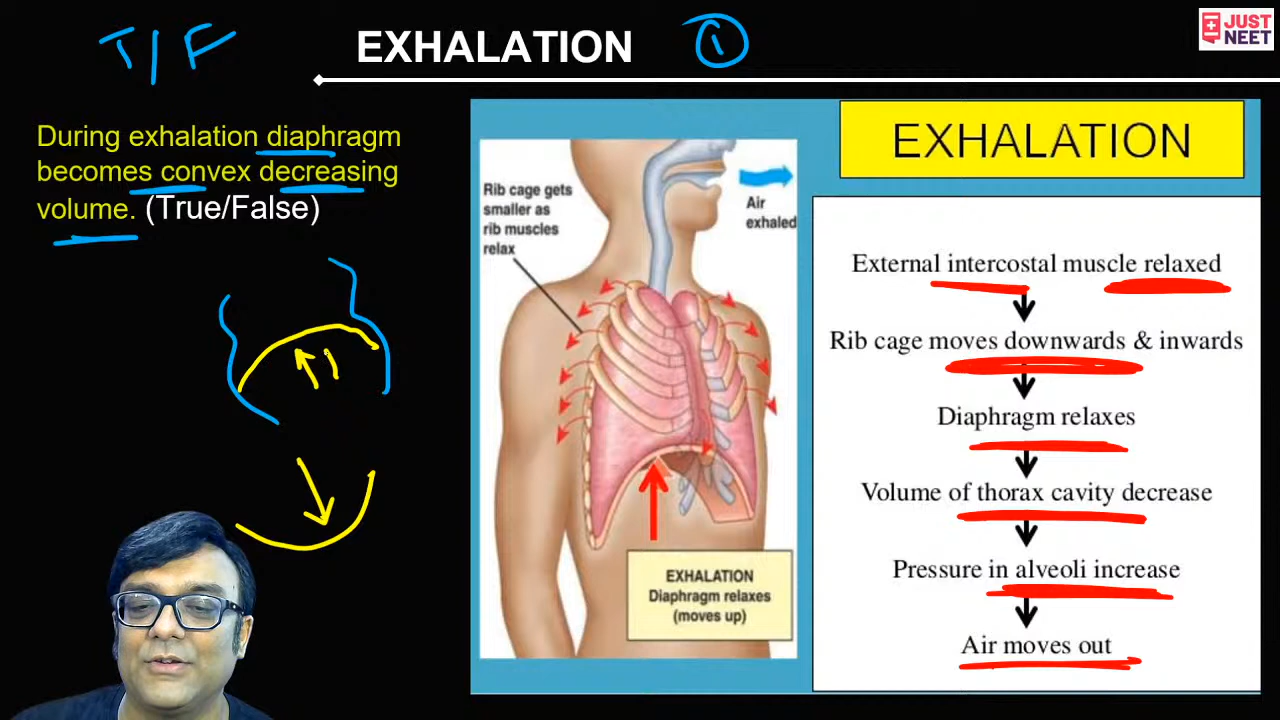 T/F
EXHALATION
1
JUST
NEET
During exhalation diaphragm
becomes convex decreasing
volume. (True/False)
EXHALATION
Rib cage gets
smaller as
rib muscles
relax
Air
exhaled
External intercostal muscle relaxed
Rib cage moves downwards & inwards
Diaphragm relaxes
Volume of thorax cavity decrease
Pressure in alveoli increase
Air moves out
EXHALATION
Diaphragm relaxes
(moves up)